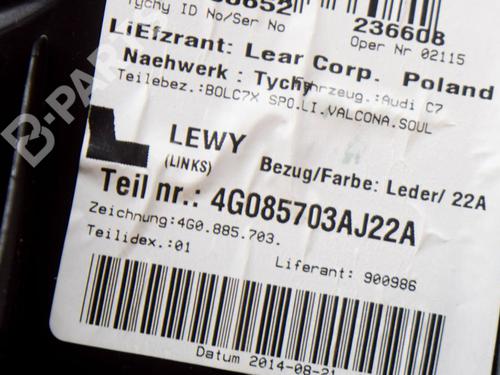 Tychy ID No/Ser No
236608
Oper Nr 02115
LiEfzrant: Lear Corp. Poland
Naehwerk : Tychy
Fahrzeug.:Audi C7
Teilebez.:BOLC7X SPO.LI.VALCONA.SOUL
LEWY
(LINKS)
Bezug/Farbe: Leder/ 22A
Teil nr.: 4G085703AJ22A
Zeichnung:4G0.885.703.
Teilidex.:01
Liferant: 900986
Datum 2014-08-21
B-PARTS